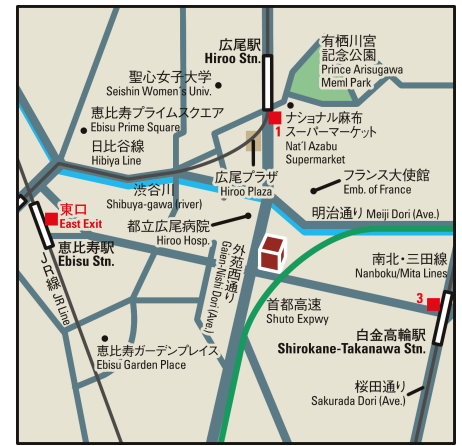 広尾駅
Hiroo Stn.
有栖川宮
記念公園
Prince Arisugawa
Meml Park
聖心女子大学
Seishin Women's Univ.
恵比寿プライムスクエア
Ebisu Prime Square
ナショナル麻布
スーパーマーケット
Nat'l Azabu
Supermarket
1
日比谷線
Hibiya Line
広尾プラザ
Hiroo Plaza
フランス大使館
Emb. of France
渋谷川
Shibuya-gawa (river)
東口
East Exit
都立広尾病院
Hiroo Hosp.
明治通り Meiji Dori (Ave.)
恵比寿駅
Ebisu Stn.
JR線 JR Line
外苑西通り
Gaien-Nishi Dori (Ave.)
南北・三田線
Nanboku/Mita Lines
3
首都高速
Shuto Expwy
白金高輪駅
Shirokane-Takanawa Stn.
恵比寿ガーデンプレイス
Ebisu Garden Place
桜田通り
Sakurada Dori (Ave.)